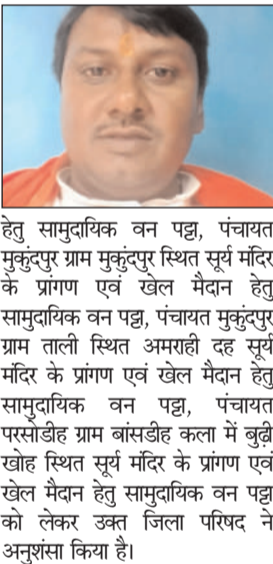 हेतु सामुदायिक वन पट्टा, पंचायत
मुकुंदपुर ग्राम मुकुंदपुर स्थित सूर्य मंदिर
के प्रांगण एवं खेल मैदान हेतु
सामुदायिक वन पट्टा, पंचायत मुकुंदपुर
ग्राम ताली स्थित अमराही दह सूर्य
मंदिर के प्रांगण एवं खेल मैदान हेतु
सामुदायिक वन पट्टा, पंचायत
परसोडीह ग्राम बांसडीह कला में बुढ़ी
खोह स्थित सूर्य मंदिर के प्रांगण एवं
खेल मैदान हेतु सामुदायिक वन पट्टा
को लेकर उक्त जिला परिषद ने
अनुशंसा किया है।